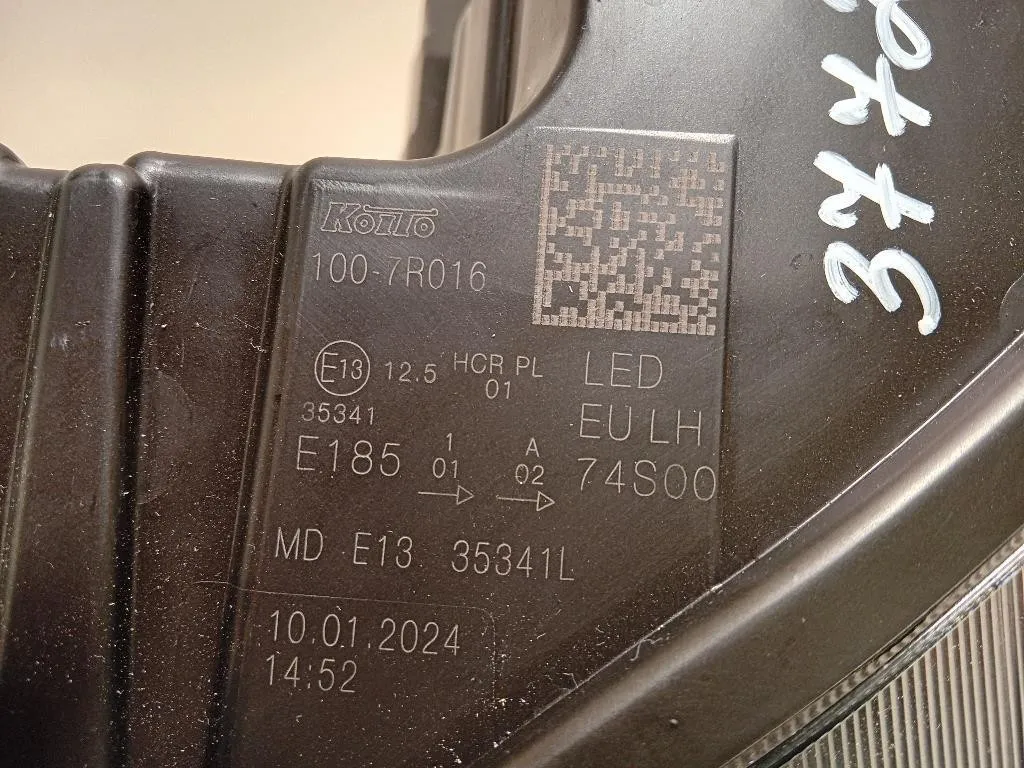 KOITO
100-7R016
E13 12.5 HCR PL
01
LED
35341
EU LH
E185 1 A
01 02
74S00
MD E13 35341L
10.01.2024
14:52